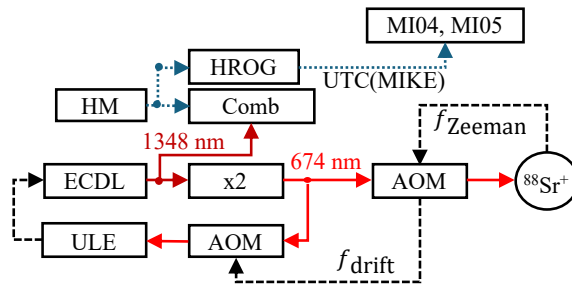 MI04, MI05
HROG
UTC(MIKE)
HM
Comb
f_Zeeman
1348 nm
674 nm
ECDL
x2
AOM
⁸⁸Sr⁺
ULE
AOM
f_drift